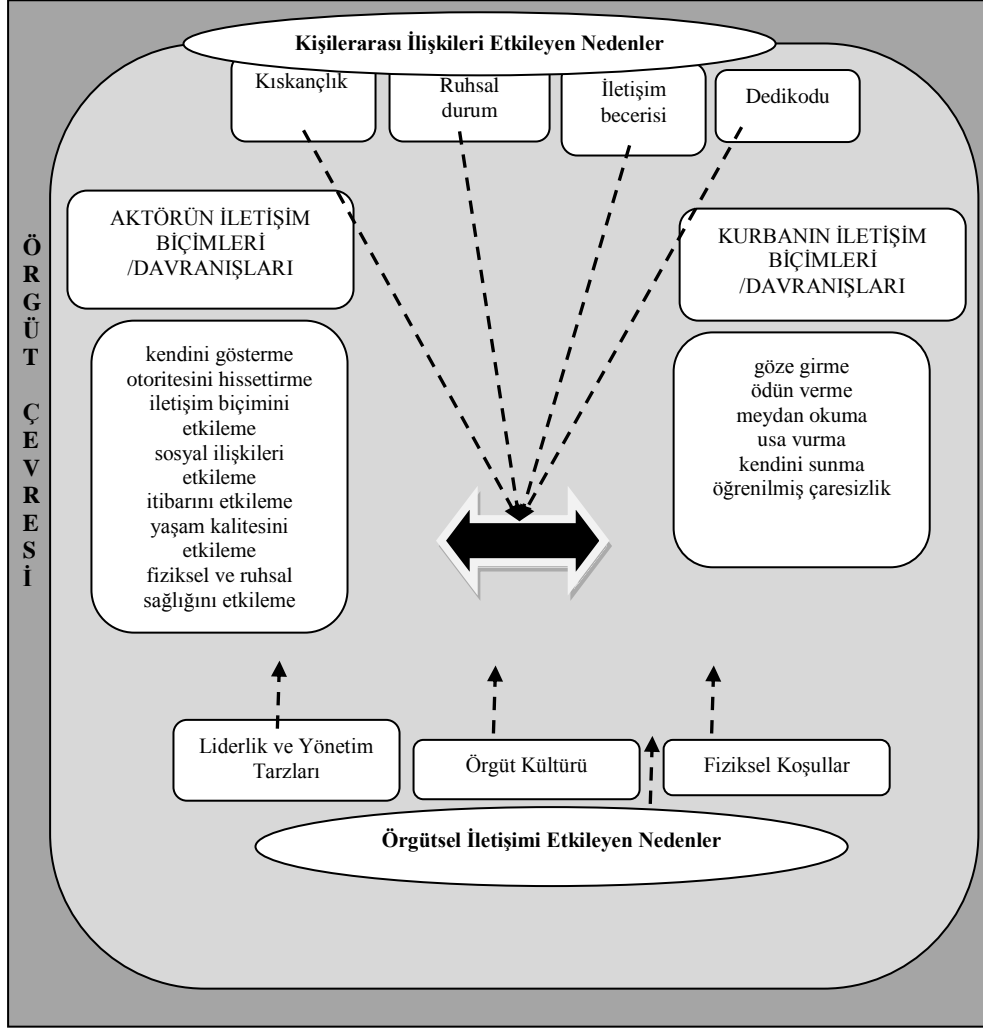 Kişilerarası İlişkileri Etkileyen Nedenler
Kıskançlık
Ruhsal
durum
İletişim
becerisi
Dedikodu
ÖRGÜT ÇEVRESİ
AKTÖRÜN İLETİŞİM
BİÇİMLERİ
/DAVRANIŞLARI
KURBANIN İLETİŞİM
BİÇİMLERİ
/DAVRANIŞLARI
kendini gösterme
otoritesini hissettirme
iletişim biçimini
etkileme
sosyal ilişkileri
etkileme
itibarını etkileme
yaşam kalitesini
etkileme
fiziksel ve ruhsal
sağlığını etkileme
göze girme
ödün verme
meydan okuma
usa vurma
kendini sunma
öğrenilmiş çaresizlik
Liderlik ve Yönetim
Tarzları
Örgüt Kültürü
Fiziksel Koşullar
Örgütsel İletişimi Etkileyen Nedenler